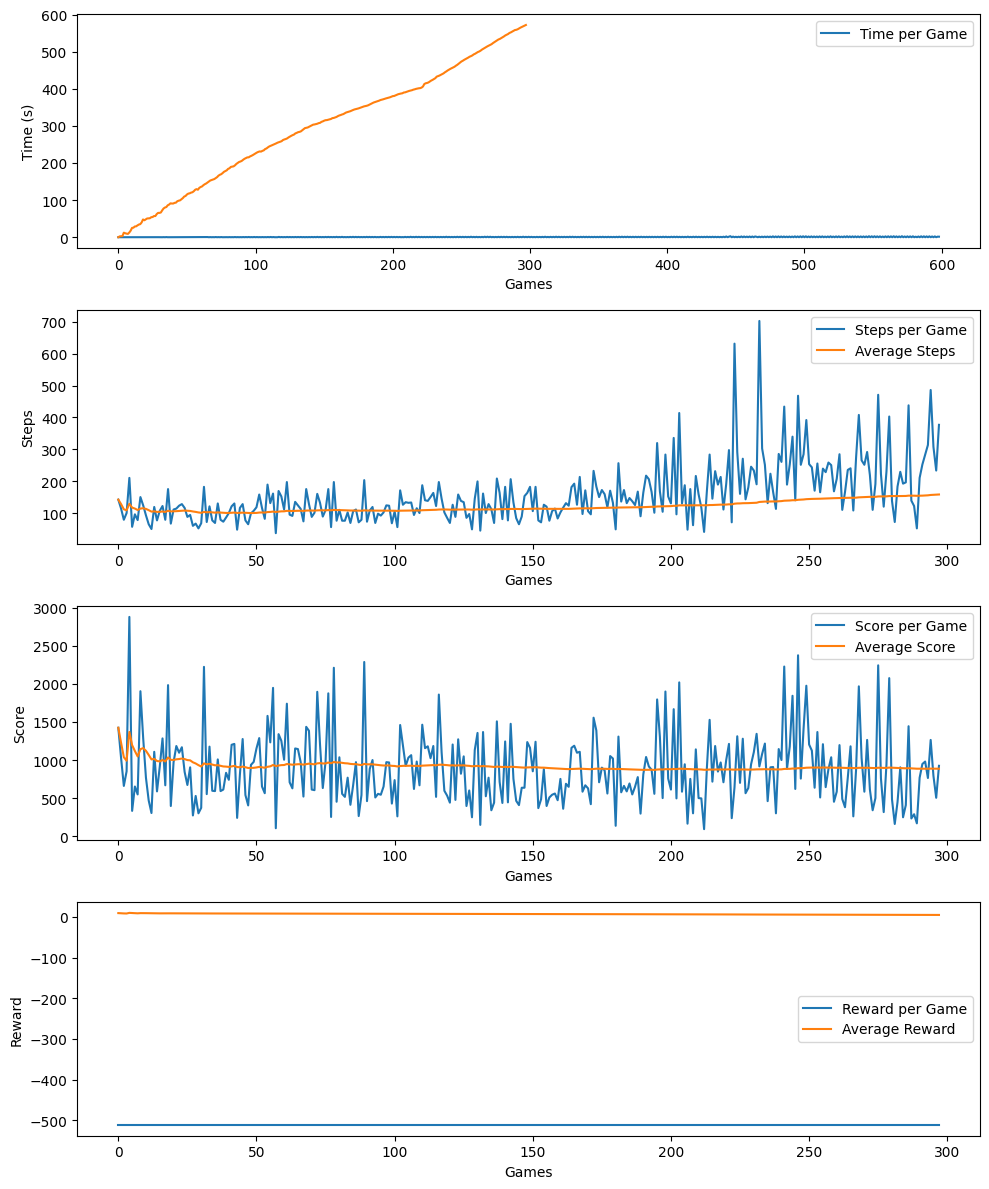 600
500
400
300
200
100
0
Time (s)
Time per Game
0 100 200 300 400 500 600
Games
700
600
500
400
300
200
100
Steps
Steps per Game
Average Steps
0 50 100 150 200 250 300
Games
3000
2500
2000
1500
1000
500
0
Score
Score per Game
Average Score
0 50 100 150 200 250 300
Games
0
−100
−200
−300
−400
−500
Reward
Reward per Game
Average Reward
0 50 100 150 200 250 300
Games